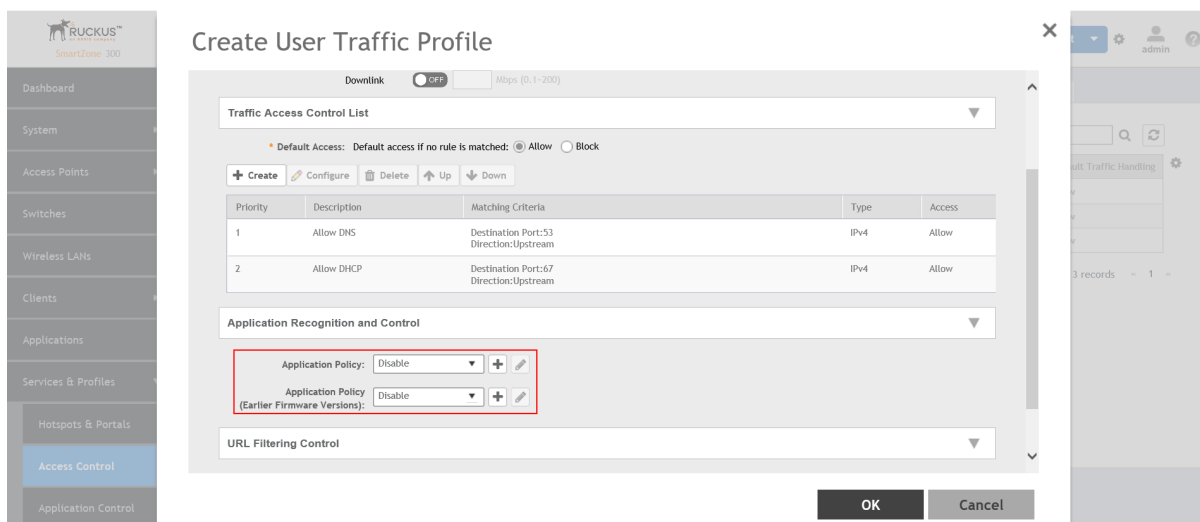 RUCKUS™
SmartZone 300
Create User Traffic Profile
admin
Dashboard
System
Access Points
Switches
Wireless LANs
Clients
Applications
Services & Profiles
Hotspots & Portals
Access Control
Application Control
Downlink OFF Mbps (0.1~200)
Traffic Access Control List
* Default Access: Default access if no rule is matched: Allow Block
Create Configure Delete Up Down
Priority Description Matching Criteria Type Access
1 Allow DNS Destination Port:53 IPv4 Allow
Direction:Upstream
2 Allow DHCP Destination Port:67 IPv4 Allow
Direction:Upstream
Application Recognition and Control
Application Policy: Disable
Application Policy
(Earlier Firmware Versions): Disable
URL Filtering Control
OK Cancel
Traffic Handling
3 records 1